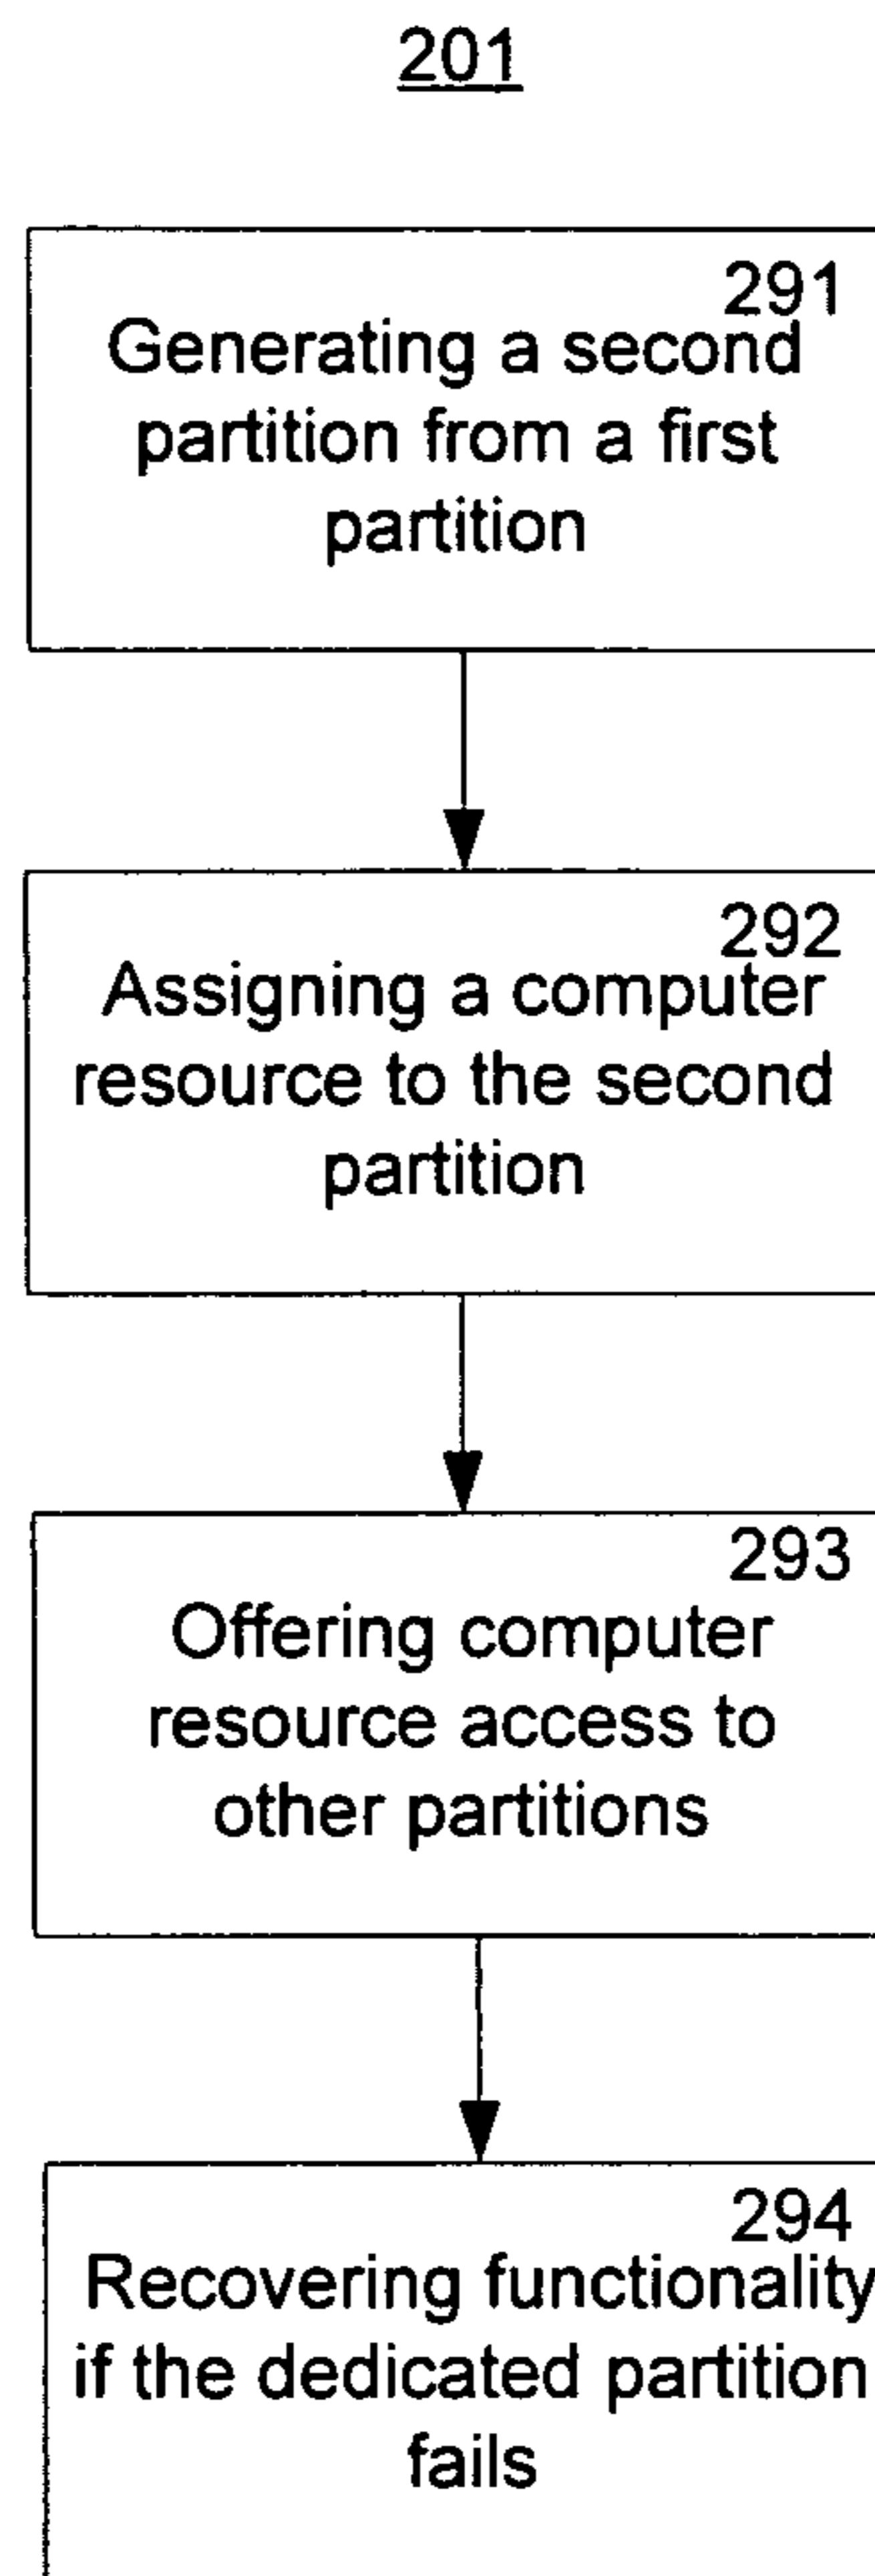 201
291
Generating a second
partition from a first
partition
292
Assigning a computer
resource to the second
partition
293
Offering computer
resource access to
other partitions
294
Recovering functionality
if the dedicated partition
fails